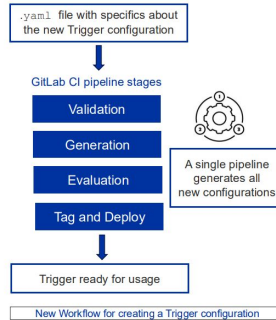 .yaml file with specifics about
the new Trigger configuration
GitLab CI pipeline stages
Validation
Generation
Evaluation
Tag and Deploy
A single pipeline
generates all
new configurations
Trigger ready for usage
New Workflow for creating a Trigger configuration